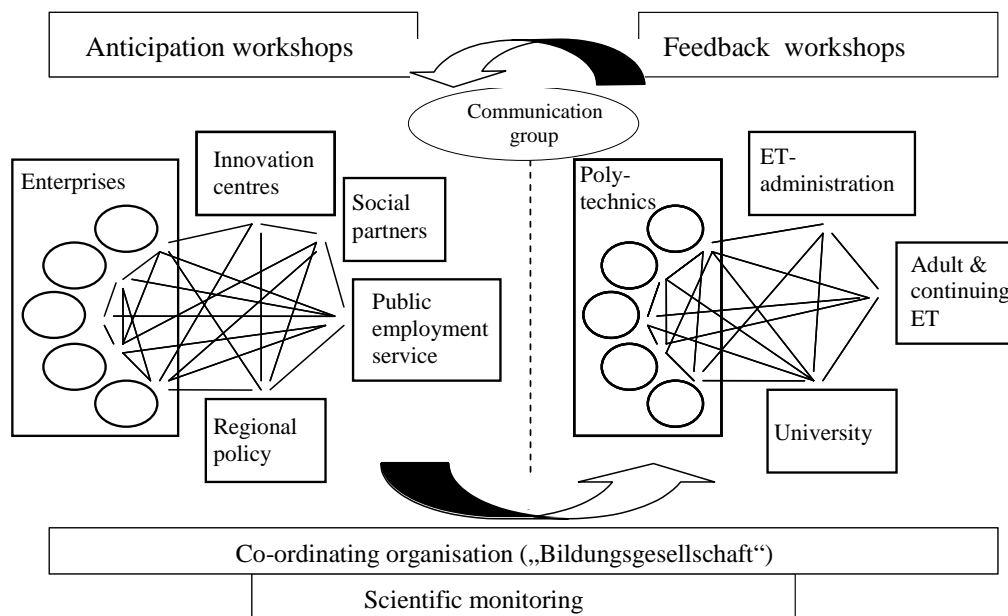 Anticipation workshops
Feedback workshops
Communication
group
Enterprises
Innovation
centres
Social
partners
Public
employment
service
Regional
policy
Poly-
technics
ET-
administration
Adult &
continuing
ET
University
Co-ordinating organisation („Bildungsgesellschaft“)
Scientific monitoring